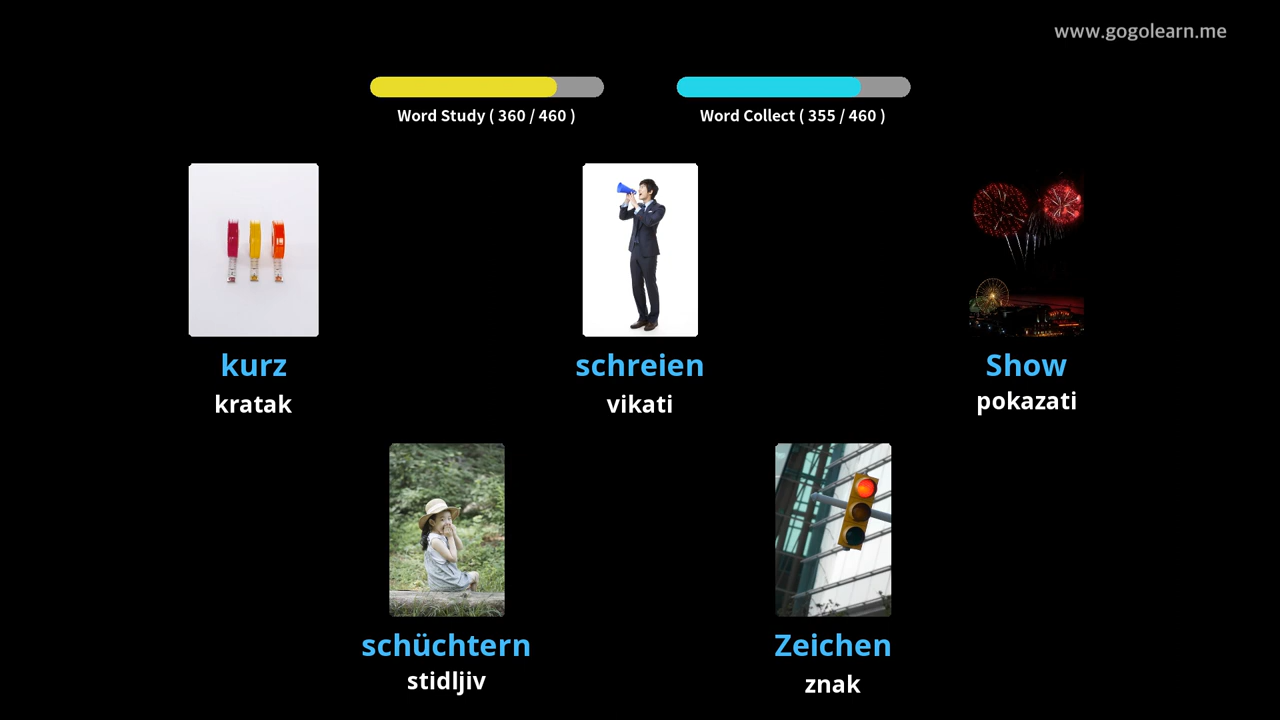 www.gogolearn.me
Word Study ( 360 / 460 )
Word Collect ( 355 / 460 )
kurz
kratak
schreien
vikati
Show
pokazati
schüchtern
stidljiv
Zeichen
znak